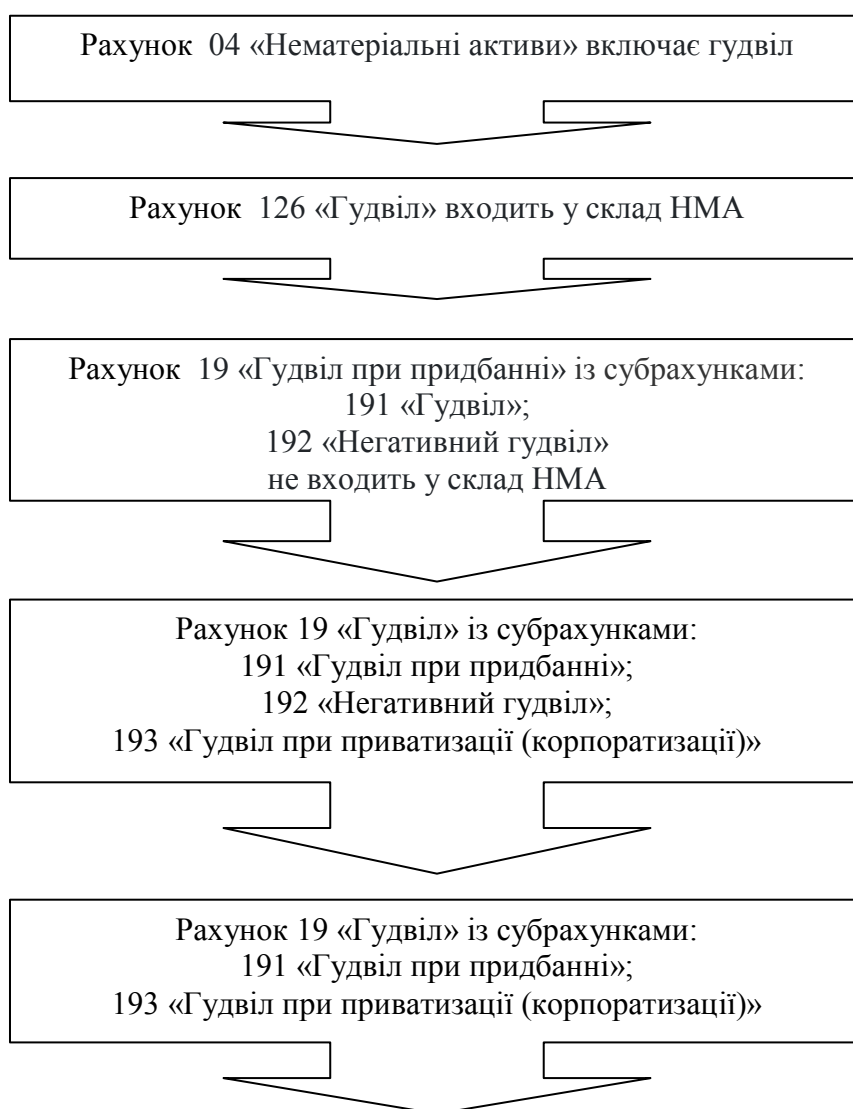 Рахунок 04 «Нематеріальні активи» включає гудвіл
Рахунок 126 «Гудвіл» входить у склад НМА
Рахунок 19 «Гудвіл при придбанні» із субрахунками:
191 «Гудвіл»;
192 «Негативний гудвіл»
не входить у склад НМА
Рахунок 19 «Гудвіл» із субрахунками:
191 «Гудвіл при придбанні»;
192 «Негативний гудвіл»;
193 «Гудвіл при приватизації (корпоратизації)»
Рахунок 19 «Гудвіл» із субрахунками:
191 «Гудвіл при придбанні»;
193 «Гудвіл при приватизації (корпоратизації)»